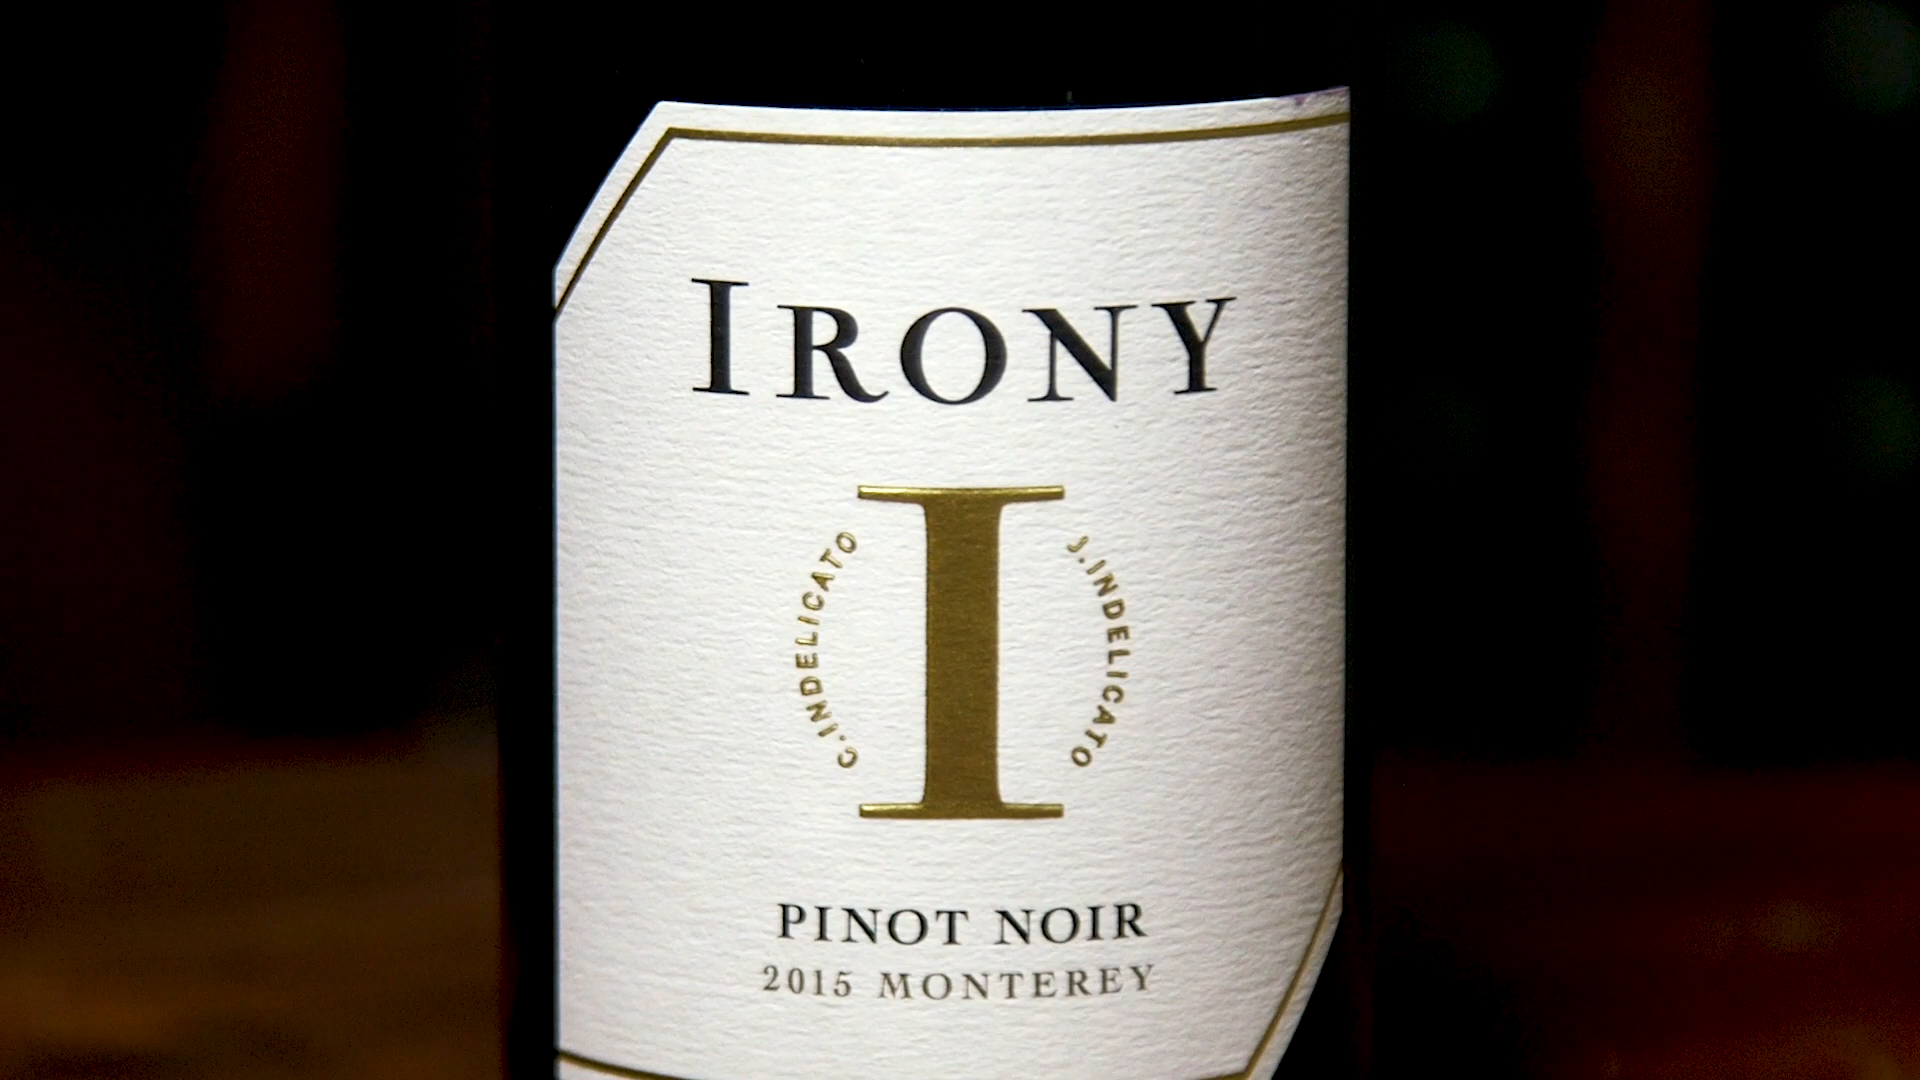 IRONY
I
C. INDELICATO
J. INDELICATO
PINOT NOIR
2015 MONTEREY